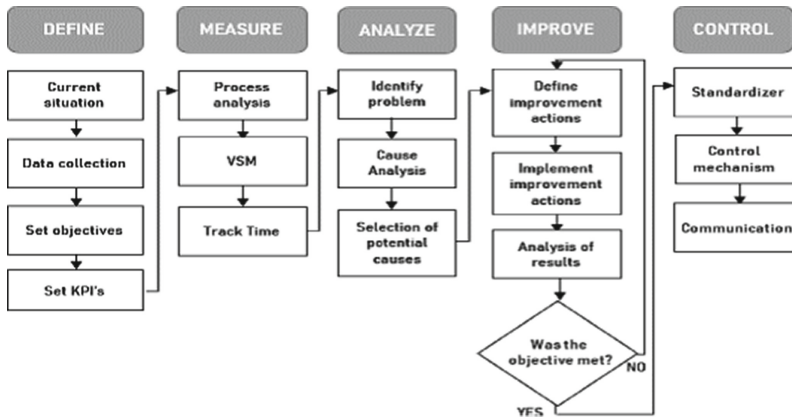 DEFINE
MEASURE
ANALYZE
IMPROVE
CONTROL
Current
situation
Data collection
Set objectives
Set KPI's
Process
analysis
VSM
Track Time
Identify
problem
Cause
Analysis
Selection of
potential
causes
Define
improvement
actions
Implement
improvement
actions
Analysis of
results
Was the
objective met?
NO
YES
Standardizer
Control
mechanism
Communication